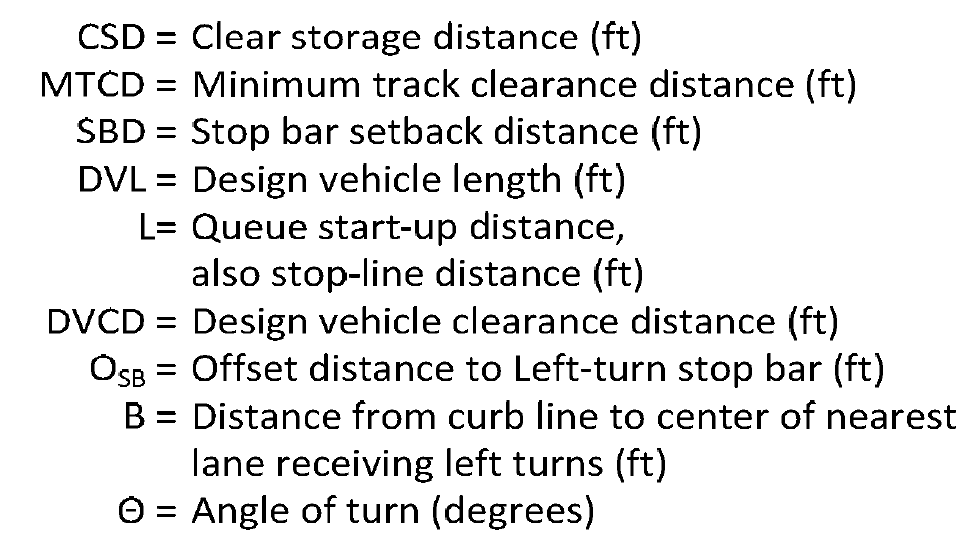 CSD = Clear storage distance (ft)
MTCD = Minimum track clearance distance (ft)
SBD = Stop bar setback distance (ft)
DVL = Design vehicle length (ft)
L= Queue start-up distance,
also stop-line distance (ft)
DVCD = Design vehicle clearance distance (ft)
OSB = Offset distance to Left-turn stop bar (ft)
B = Distance from curb line to center of nearest
lane receiving left turns (ft)
Θ = Angle of turn (degrees)